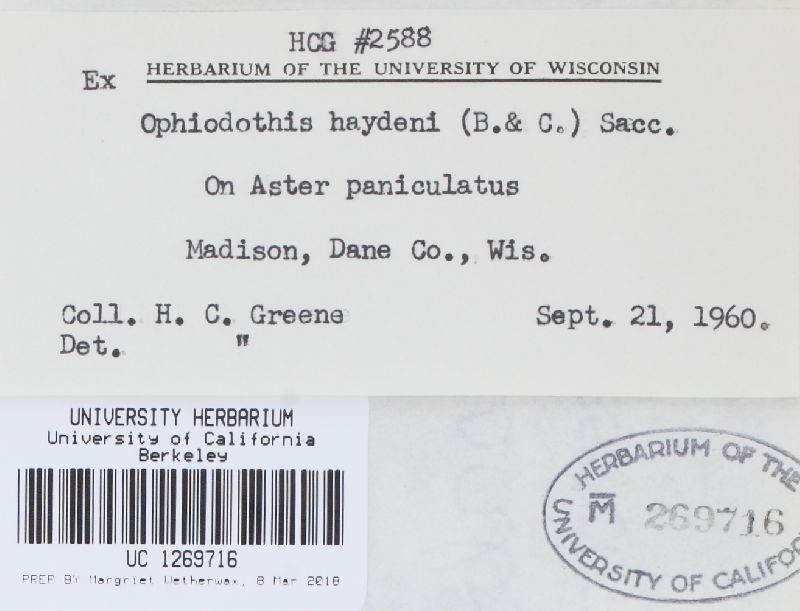 HCG #2588
Ex HERBARIUM OF THE UNIVERSITY OF WISCONSIN
Ophiodothis haydeni (B.& C.) Sacc.
On Aster paniculatus
Madison, Dane Co., Wis.
Coll. H. C. Greene Sept. 21, 1960.
Det. "
UNIVERSITY HERBARIUM
University of California
Berkeley
UC 1269716
PREP BY Margriet Wetherwax, 8 Mar 2018
HERBARIUM OF THE
M 269716
UNIVERSITY OF CALIFO